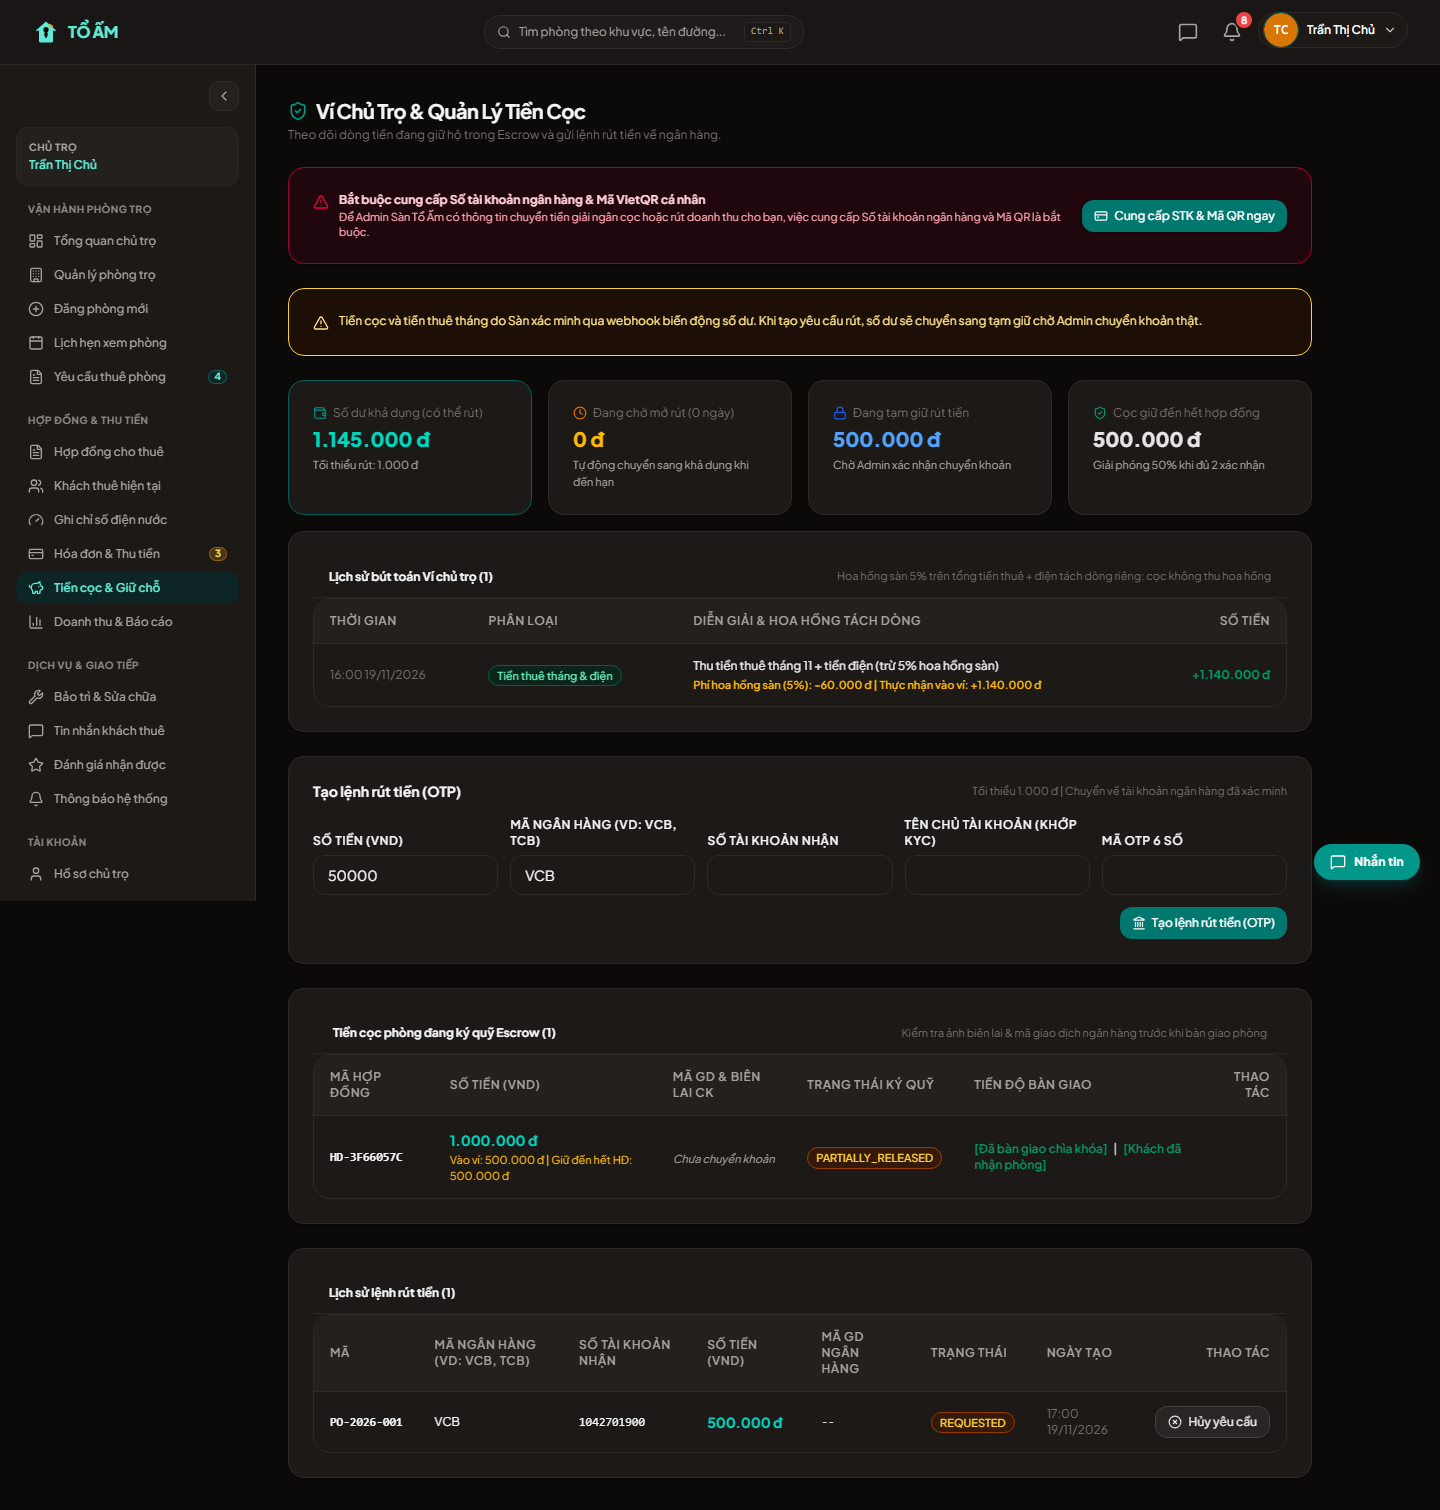 TỔ ẤM
Tìm phòng theo khu vực, tên đường...
Ctrl K
8
TC
Trần Thị Chủ
CHỦ TRỌ
Trần Thị Chủ
VẬN HÀNH PHÒNG TRỌ
Tổng quan chủ trọ
Quản lý phòng trọ
Đăng phòng mới
Lịch hẹn xem phòng
Yêu cầu thuê phòng
4
HỢP ĐỒNG & THU TIỀN
Hợp đồng cho thuê
Khách thuê hiện tại
Ghi chỉ số điện nước
Hóa đơn & Thu tiền
3
Tiền cọc & Giữ chỗ
Doanh thu & Báo cáo
DỊCH VỤ & GIAO TIẾP
Bảo trì & Sửa chữa
Tin nhắn khách thuê
Đánh giá nhận được
Thông báo hệ thống
TÀI KHOẢN
Hồ sơ chủ trọ
Ví Chủ Trọ & Quản Lý Tiền Cọc
Theo dõi dòng tiền đang giữ hộ trong Escrow và gửi lệnh rút tiền về ngân hàng.
Bắt buộc cung cấp Số tài khoản ngân hàng & Mã VietQR cá nhân
Để Admin Sàn Tổ Ấm có thông tin chuyển tiền giải ngân cọc hoặc rút doanh thu cho bạn, việc cung cấp Số tài khoản ngân hàng và Mã QR là bắt
buộc.
Cung cấp STK & Mã QR ngay
Tiền cọc và tiền thuê tháng do Sàn xác minh qua webhook biến động số dư. Khi tạo yêu cầu rút, số dư sẽ chuyển sang tạm giữ chờ Admin chuyển khoản thật.
Số dư khả dụng (có thể rút)
1.145.000 đ
Tối thiểu rút: 1.000 đ
Đang chờ mở rút (0 ngày)
0 đ
Tự động chuyển sang khả dụng khi
đến hạn
Đang tạm giữ rút tiền
500.000 đ
Chờ Admin xác nhận chuyển khoản
Cọc giữ đến hết hợp đồng
500.000 đ
Giải phóng 50% khi đủ 2 xác nhận
Lịch sử bút toán Ví chủ trọ (1)
Hoa hồng sàn 5% trên tổng tiền thuê + điện tách dòng riêng; cọc không thu hoa hồng
THỜI GIAN
PHÂN LOẠI
DIỄN GIẢI & HOA HỒNG TÁCH DÒNG
SỐ TIỀN
16:00 19/11/2026
Tiền thuê tháng & điện
Thu tiền thuê tháng 11 + tiền điện (trừ 5% hoa hồng sàn)
Phí hoa hồng sàn (5%): -60.000 đ | Thực nhận vào ví: +1.140.000 đ
+1.140.000 đ
Tạo lệnh rút tiền (OTP)
Tối thiểu 1.000 đ | Chuyển về tài khoản ngân hàng đã xác minh
SỐ TIỀN (VND)
MÃ NGÂN HÀNG (VD: VCB,
TCB)
SỐ TÀI KHOẢN NHẬN
TÊN CHỦ TÀI KHOẢN (KHỚP
KYC)
MÃ OTP 6 SỐ
50000
VCB
Tạo lệnh rút tiền (OTP)
Nhắn tin
Tiền cọc phòng đang ký quỹ Escrow (1)
Kiểm tra ảnh biên lai & mã giao dịch ngân hàng trước khi bàn giao phòng
MÃ HỢP
ĐỒNG
SỐ TIỀN (VND)
MÃ GD & BIÊN
LAI CK
TRẠNG THÁI KÝ QUỸ
TIẾN ĐỘ BÀN GIAO
THAO
TÁC
HD-3F66057C
1.000.000 đ
Vào ví: 500.000 đ | Giữ đến hết HĐ:
500.000 đ
Chưa chuyển khoản
PARTIALLY_RELEASED
[Đã bàn giao chìa khóa] | [Khách đã
nhận phòng]
Lịch sử lệnh rút tiền (1)
MÃ
MÃ NGÂN HÀNG
(VD: VCB, TCB)
SỐ TÀI KHOẢN
NHẬN
SỐ TIỀN
(VND)
MÃ GD
NGÂN
HÀNG
TRẠNG THÁI
NGÀY TẠO
THAO TÁC
PO-2026-001
VCB
1042701900
500.000 đ
--
REQUESTED
17:00
19/11/2026
Hủy yêu cầu